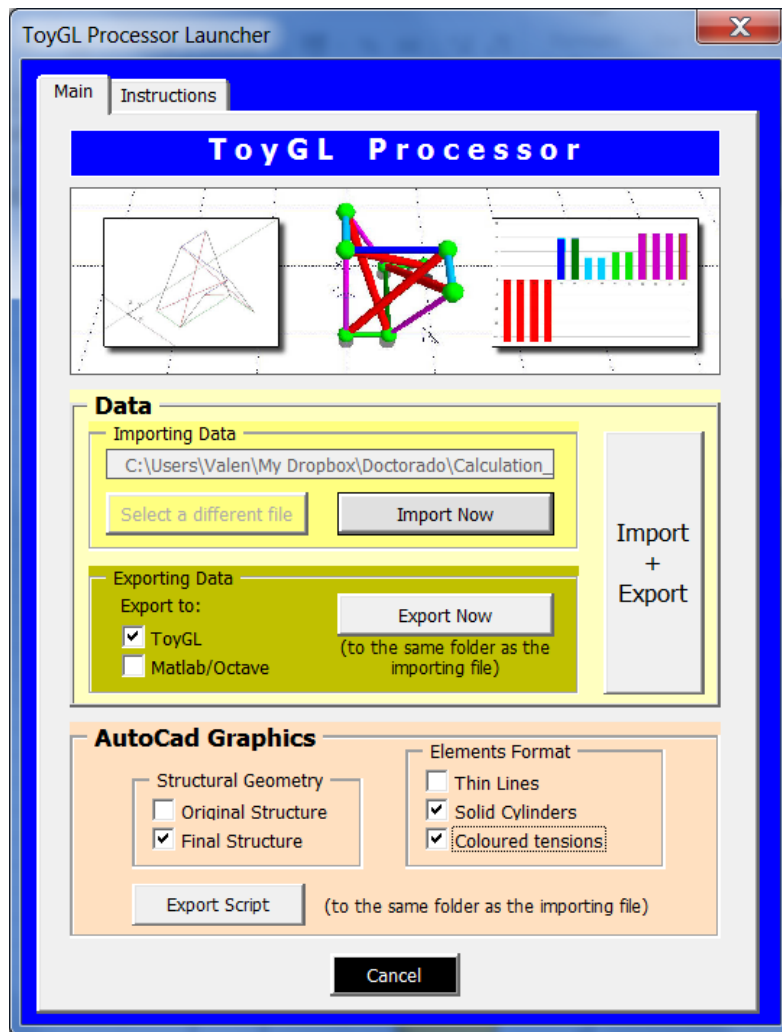 ToyGL Processor Launcher
X
Main
Instructions
ToyGL Processor
Data
Importing Data
C:\Users\Valen\My Dropbox\Doctorado\Calculation_
Select a different file
Import Now
Import
+
Export
Exporting Data
Export to:
ToyGL
Matlab/Octave
Export Now
(to the same folder as the
importing file)
AutoCad Graphics
Structural Geometry
Original Structure
Final Structure
Elements Format
Thin Lines
Solid Cylinders
Coloured tensions
Export Script
(to the same folder as the importing file)
Cancel